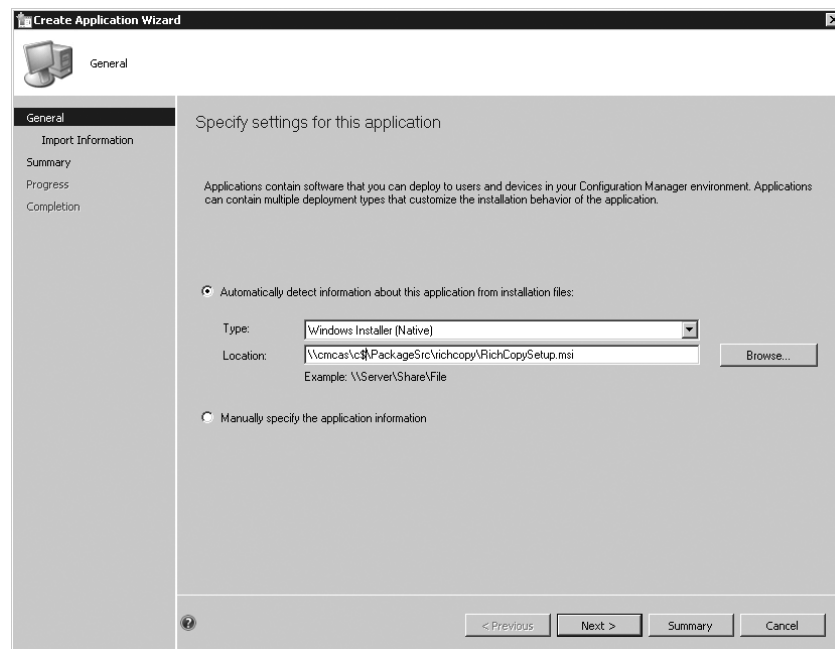 Create Application Wizard
General
General
Import Information
Summary
Progress
Completion
Specify settings for this application
Applications contain software that you can deploy to users and devices in your Configuration Manager environment. Applications
can contain multiple deployment types that customize the installation behavior of the application.
Automatically detect information about this application from installation files:
Type: Windows Installer (Native)
Location: \\cmcas\c$\PackageSrc\richcopy\RichCopySetup.msi Browse...
Example: \\Server\Share\File
Manually specify the application information
< Previous Next > Summary Cancel